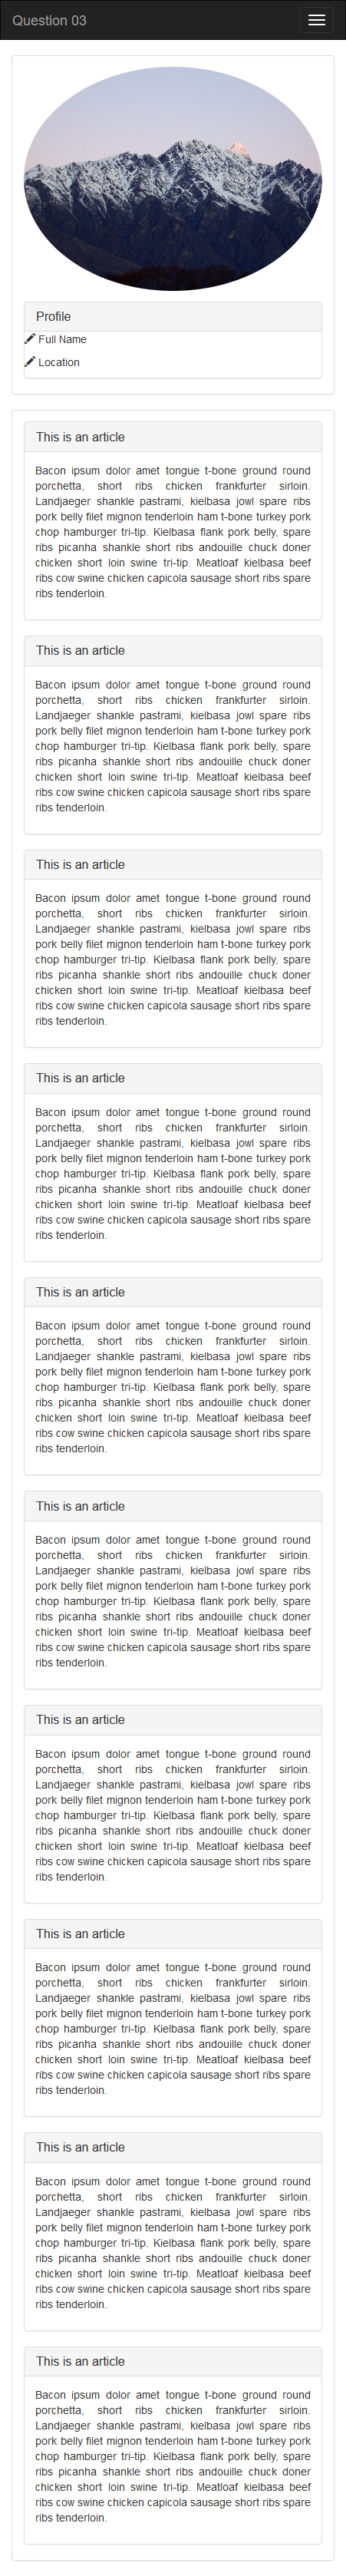 Question 03
Profile
Full Name
Location
This is an article
Bacon ipsum dolor amet tongue t-bone ground round
porchetta, short ribs chicken frankfurter sirloin.
Landjaeger shankle pastrami, kielbasa jowl spare ribs
pork belly filet mignon tenderloin ham t-bone turkey pork
chop hamburger tri-tip. Kielbasa flank pork belly, spare
ribs picanha shankle short ribs andouille chuck doner
chicken short loin swine tri-tip. Meatloaf kielbasa beef
ribs cow swine chicken capicola sausage short ribs spare
ribs tenderloin.
This is an article
Bacon ipsum dolor amet tongue t-bone ground round
porchetta, short ribs chicken frankfurter sirloin.
Landjaeger shankle pastrami, kielbasa jowl spare ribs
pork belly filet mignon tenderloin ham t-bone turkey pork
chop hamburger tri-tip. Kielbasa flank pork belly, spare
ribs picanha shankle short ribs andouille chuck doner
chicken short loin swine tri-tip. Meatloaf kielbasa beef
ribs cow swine chicken capicola sausage short ribs spare
ribs tenderloin.
This is an article
Bacon ipsum dolor amet tongue t-bone ground round
porchetta, short ribs chicken frankfurter sirloin.
Landjaeger shankle pastrami, kielbasa jowl spare ribs
pork belly filet mignon tenderloin ham t-bone turkey pork
chop hamburger tri-tip. Kielbasa flank pork belly, spare
ribs picanha shankle short ribs andouille chuck doner
chicken short loin swine tri-tip. Meatloaf kielbasa beef
ribs cow swine chicken capicola sausage short ribs spare
ribs tenderloin.
This is an article
Bacon ipsum dolor amet tongue t-bone ground round
porchetta, short ribs chicken frankfurter sirloin.
Landjaeger shankle pastrami, kielbasa jowl spare ribs
pork belly filet mignon tenderloin ham t-bone turkey pork
chop hamburger tri-tip. Kielbasa flank pork belly, spare
ribs picanha shankle short ribs andouille chuck doner
chicken short loin swine tri-tip. Meatloaf kielbasa beef
ribs cow swine chicken capicola sausage short ribs spare
ribs tenderloin.
This is an article
Bacon ipsum dolor amet tongue t-bone ground round
porchetta, short ribs chicken frankfurter sirloin.
Landjaeger shankle pastrami, kielbasa jowl spare ribs
pork belly filet mignon tenderloin ham t-bone turkey pork
chop hamburger tri-tip. Kielbasa flank pork belly, spare
ribs picanha shankle short ribs andouille chuck doner
chicken short loin swine tri-tip. Meatloaf kielbasa beef
ribs cow swine chicken capicola sausage short ribs spare
ribs tenderloin.
This is an article
Bacon ipsum dolor amet tongue t-bone ground round
porchetta, short ribs chicken frankfurter sirloin.
Landjaeger shankle pastrami, kielbasa jowl spare ribs
pork belly filet mignon tenderloin ham t-bone turkey pork
chop hamburger tri-tip. Kielbasa flank pork belly, spare
ribs picanha shankle short ribs andouille chuck doner
chicken short loin swine tri-tip. Meatloaf kielbasa beef
ribs cow swine chicken capicola sausage short ribs spare
ribs tenderloin.
This is an article
Bacon ipsum dolor amet tongue t-bone ground round
porchetta, short ribs chicken frankfurter sirloin.
Landjaeger shankle pastrami, kielbasa jowl spare ribs
pork belly filet mignon tenderloin ham t-bone turkey pork
chop hamburger tri-tip. Kielbasa flank pork belly, spare
ribs picanha shankle short ribs andouille chuck doner
chicken short loin swine tri-tip. Meatloaf kielbasa beef
ribs cow swine chicken capicola sausage short ribs spare
ribs tenderloin.
This is an article
Bacon ipsum dolor amet tongue t-bone ground round
porchetta, short ribs chicken frankfurter sirloin.
Landjaeger shankle pastrami, kielbasa jowl spare ribs
pork belly filet mignon tenderloin ham t-bone turkey pork
chop hamburger tri-tip. Kielbasa flank pork belly, spare
ribs picanha shankle short ribs andouille chuck doner
chicken short loin swine tri-tip. Meatloaf kielbasa beef
ribs cow swine chicken capicola sausage short ribs spare
ribs tenderloin.
This is an article
Bacon ipsum dolor amet tongue t-bone ground round
porchetta, short ribs chicken frankfurter sirloin.
Landjaeger shankle pastrami, kielbasa jowl spare ribs
pork belly filet mignon tenderloin ham t-bone turkey pork
chop hamburger tri-tip. Kielbasa flank pork belly, spare
ribs picanha shankle short ribs andouille chuck doner
chicken short loin swine tri-tip. Meatloaf kielbasa beef
ribs cow swine chicken capicola sausage short ribs spare
ribs tenderloin.
This is an article
Bacon ipsum dolor amet tongue t-bone ground round
porchetta, short ribs chicken frankfurter sirloin.
Landjaeger shankle pastrami, kielbasa jowl spare ribs
pork belly filet mignon tenderloin ham t-bone turkey pork
chop hamburger tri-tip. Kielbasa flank pork belly, spare
ribs picanha shankle short ribs andouille chuck doner
chicken short loin swine tri-tip. Meatloaf kielbasa beef
ribs cow swine chicken capicola sausage short ribs spare
ribs tenderloin.